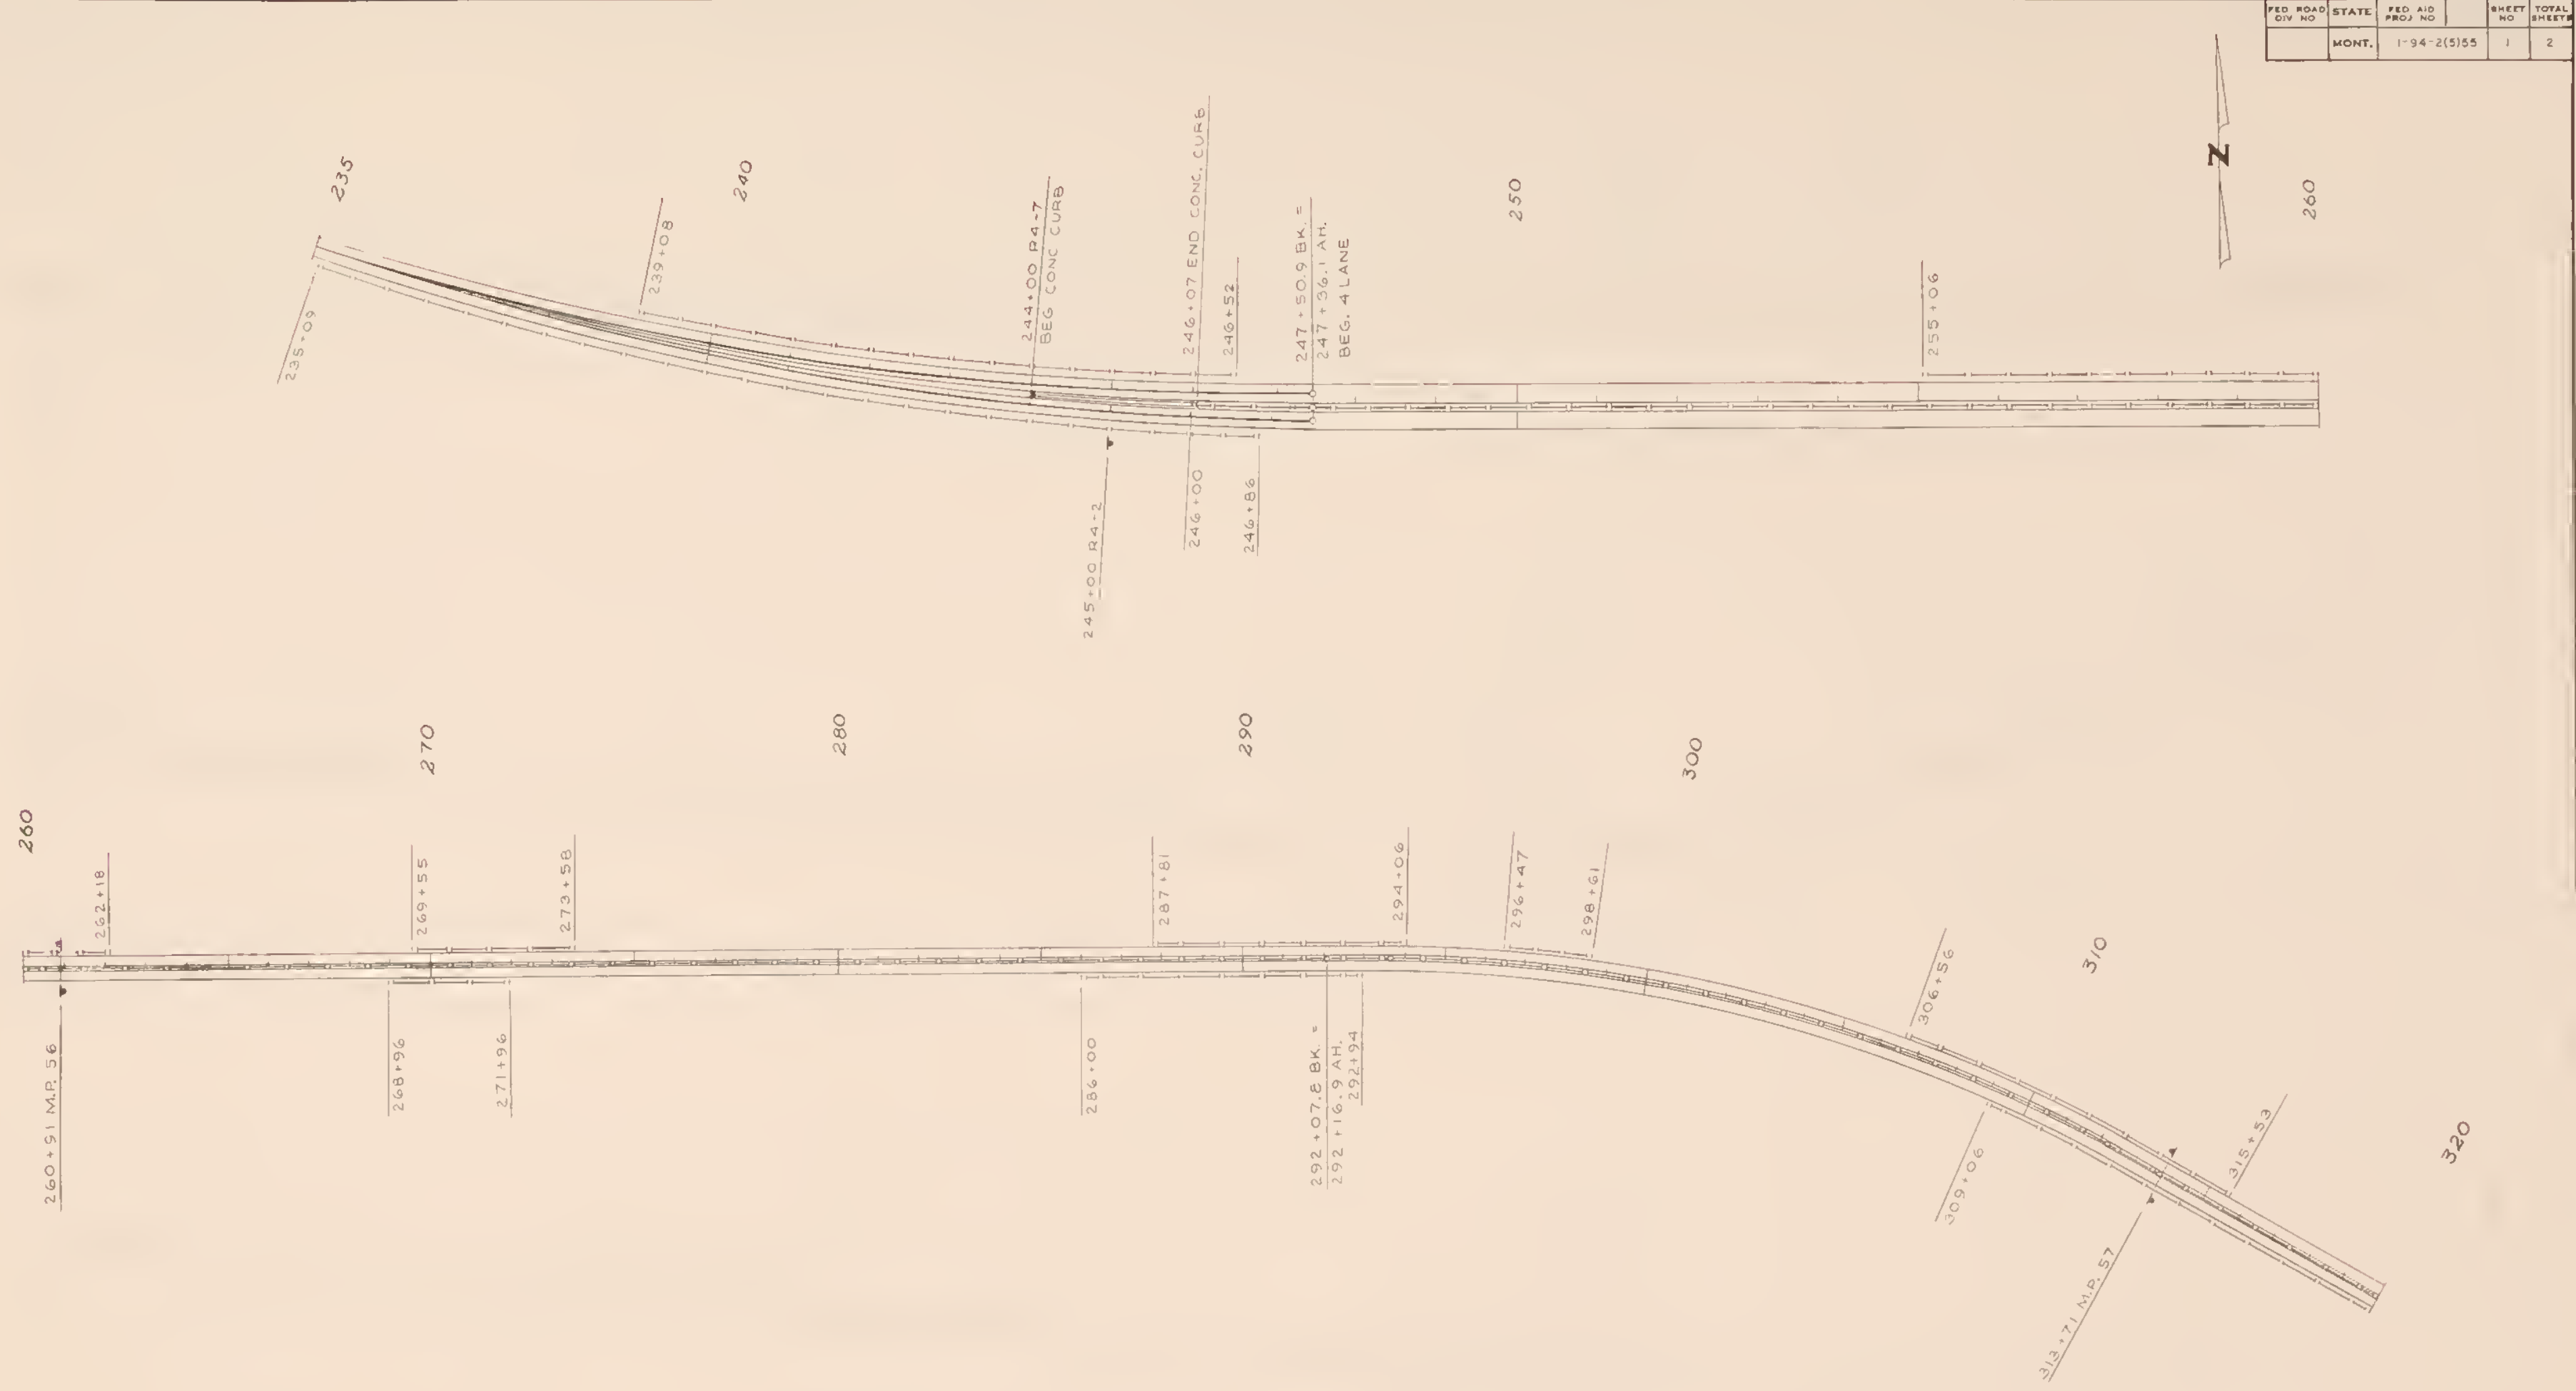 FED ROAD DIV NO
STATE
FED AID PROJ NO
SHEET NO
TOTAL SHEETS
MONT.
1-94-2(5)55
1
2
N
235
240
250
260
235+09
239+08
244+00 R4-7
BEG CONC CURB
246+07 END CONC. CURB
246+52
247+50.9 BK. =
247+36.1 AH.
BEG. 4 LANE
255+06
245+00 R4-2
246+00
246+86
260
270
280
290
300
310
320
262+18
269+55
273+58
287+81
294+06
296+47
298+61
306+56
315+53
260+91 M.P. 56
268+96
271+96
286+00
292+07.8 BK. =
292+16.9 AH.
292+94
309+06
313+71 M.P. 57